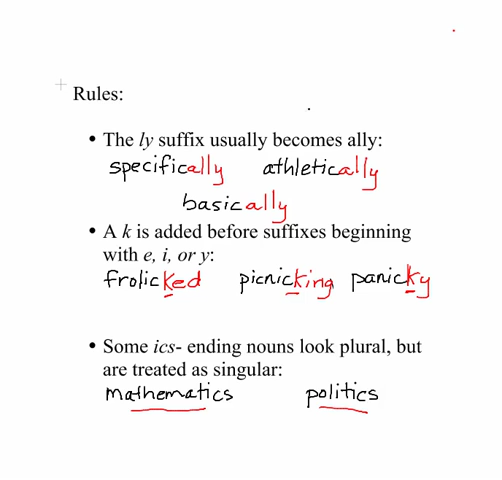 Rules:
• The ly suffix usually becomes ally:
specifically athletically
basically
• A k is added before suffixes beginning
with e, i, or y:
frolicked picnicking panicky
• Some ics- ending nouns look plural, but
are treated as singular:
mathematics politics